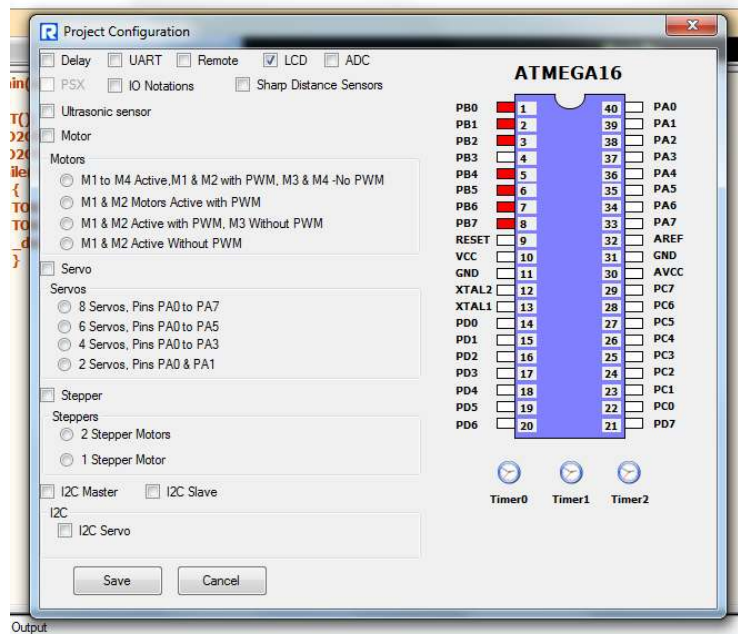 Project Configuration
Delay UART Remote LCD ADC
PSX IO Notations Sharp Distance Sensors
Ultrasonic sensor
Motor
Motors
M1 to M4 Active,M1 & M2 with PWM, M3 & M4 -No PWM
M1 & M2 Motors Active with PWM
M1 & M2 Active with PWM, M3 Without PWM
M1 & M2 Active Without PWM
Servo
Servos
8 Servos, Pins PA0 to PA7
6 Servos, Pins PA0 to PA5
4 Servos, Pins PA0 to PA3
2 Servos, Pins PA0 & PA1
Stepper
Steppers
2 Stepper Motors
1 Stepper Motor
I2C Master I2C Slave
I2C
I2C Servo
Save Cancel
ATMEGA16
PB0 1 40 PA0
PB1 2 39 PA1
PB2 3 38 PA2
PB3 4 37 PA3
PB4 5 36 PA4
PB5 6 35 PA5
PB6 7 34 PA6
PB7 8 33 PA7
RESET 9 32 AREF
VCC 10 31 GND
GND 11 30 AVCC
XTAL2 12 29 PC7
XTAL1 13 28 PC6
PD0 14 27 PC5
PD1 15 26 PC4
PD2 16 25 PC3
PD3 17 24 PC2
PD4 18 23 PC1
PD5 19 22 PC0
PD6 20 21 PD7
Timer0 Timer1 Timer2
Output